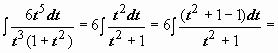 ∫ 6t⁵dt / t³(1 + t²) = 6∫ t²dt / t² + 1 = 6∫ (t² + 1 − 1)dt / t² + 1 =